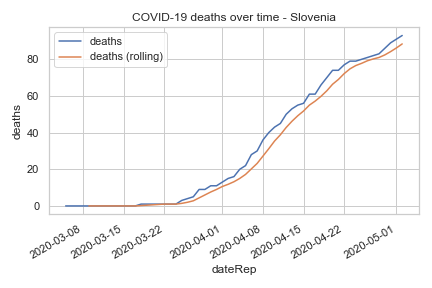 COVID-19 deaths over time - Slovenia
deaths
deaths (rolling)
deaths
80
60
40
20
0
2020-03-08
2020-03-15
2020-03-22
2020-04-01
2020-04-08
2020-04-15
2020-04-22
2020-05-01
dateRep